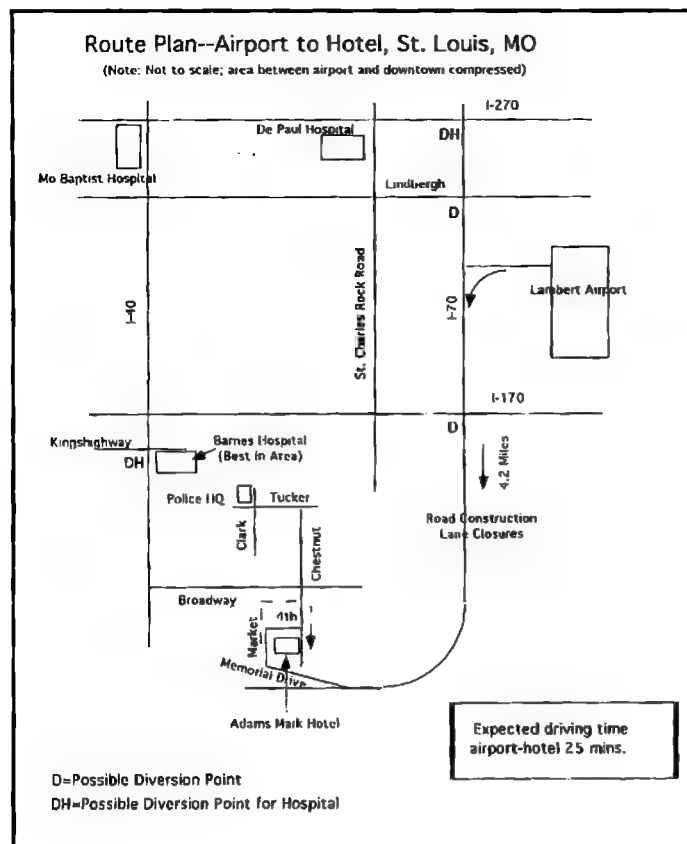 Route Plan--Airport to Hotel, St. Louis, MO
(Note: Not to scale; area between airport and downtown compressed)
I-270
De Paul Hospital
DH
Mo Baptist Hospital
Lindbergh
D
St. Charles Rock Road
I-40
I-70
Lambert Airport
I-170
D
Kingshighway
Barnes Hospital
(Best in Area)
DH
4.2 Miles
Police HQ
Tucker
Road Construction
Lane Closures
Clark
Chestnut
Broadway
4th
Market
Memorial Drive
Adams Mark Hotel
Expected driving time
airport-hotel 25 mins.
D=Possible Diversion Point
DH=Possible Diversion Point for Hospital